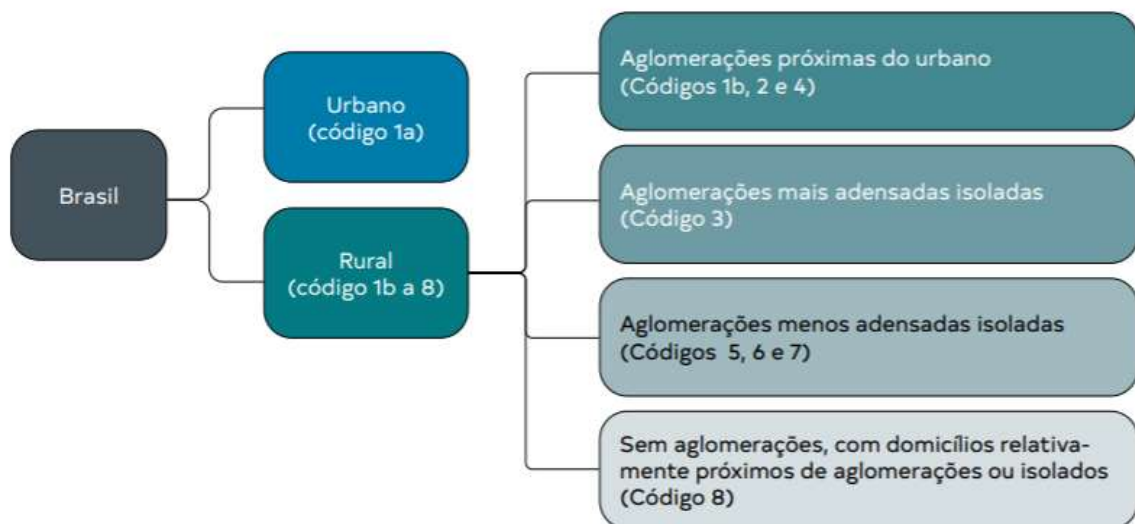 Brasil
Urbano
(código 1a)
Rural
(código 1b a 8)
Aglomerações próximas do urbano
(Códigos 1b, 2 e 4)
Aglomerações mais adensadas isoladas
(Código 3)
Aglomerações menos adensadas isoladas
(Códigos 5, 6 e 7)
Sem aglomerações, com domicílios relativa-
mente próximos de aglomerações ou isolados
(Código 8)